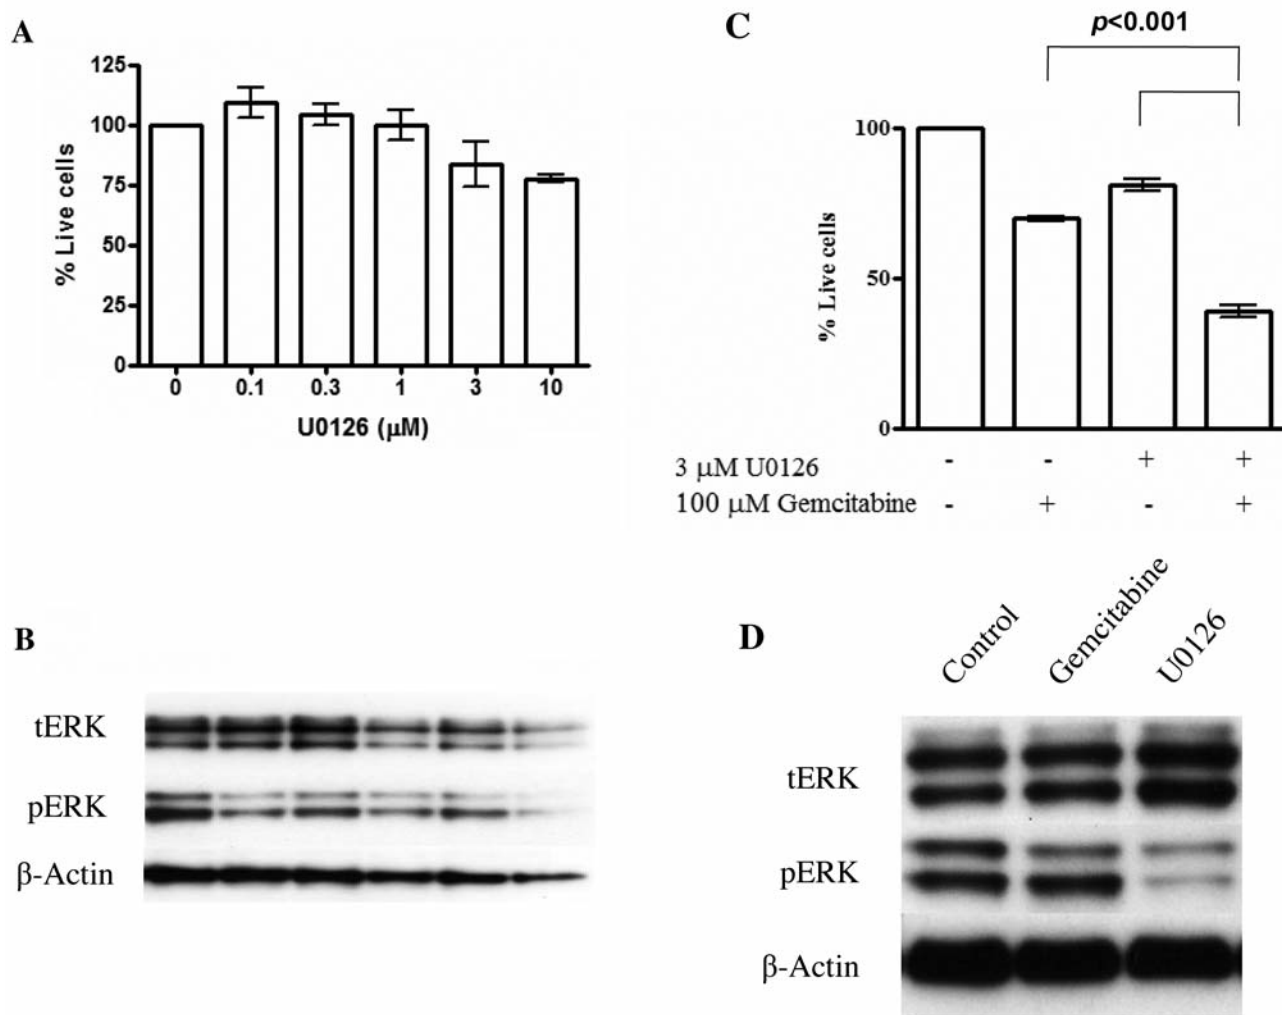 A
125
100
75
50
25
0
% Live cells
0 0.1 0.3 1 3 10
U0126 (μM)
C
p<0.001
100
50
0
% Live cells
3 μM U0126 - - + +
100 μM Gemcitabine - + - +
B
tERK
pERK
β-Actin
D
Control Gemcitabine U0126
tERK
pERK
β-Actin